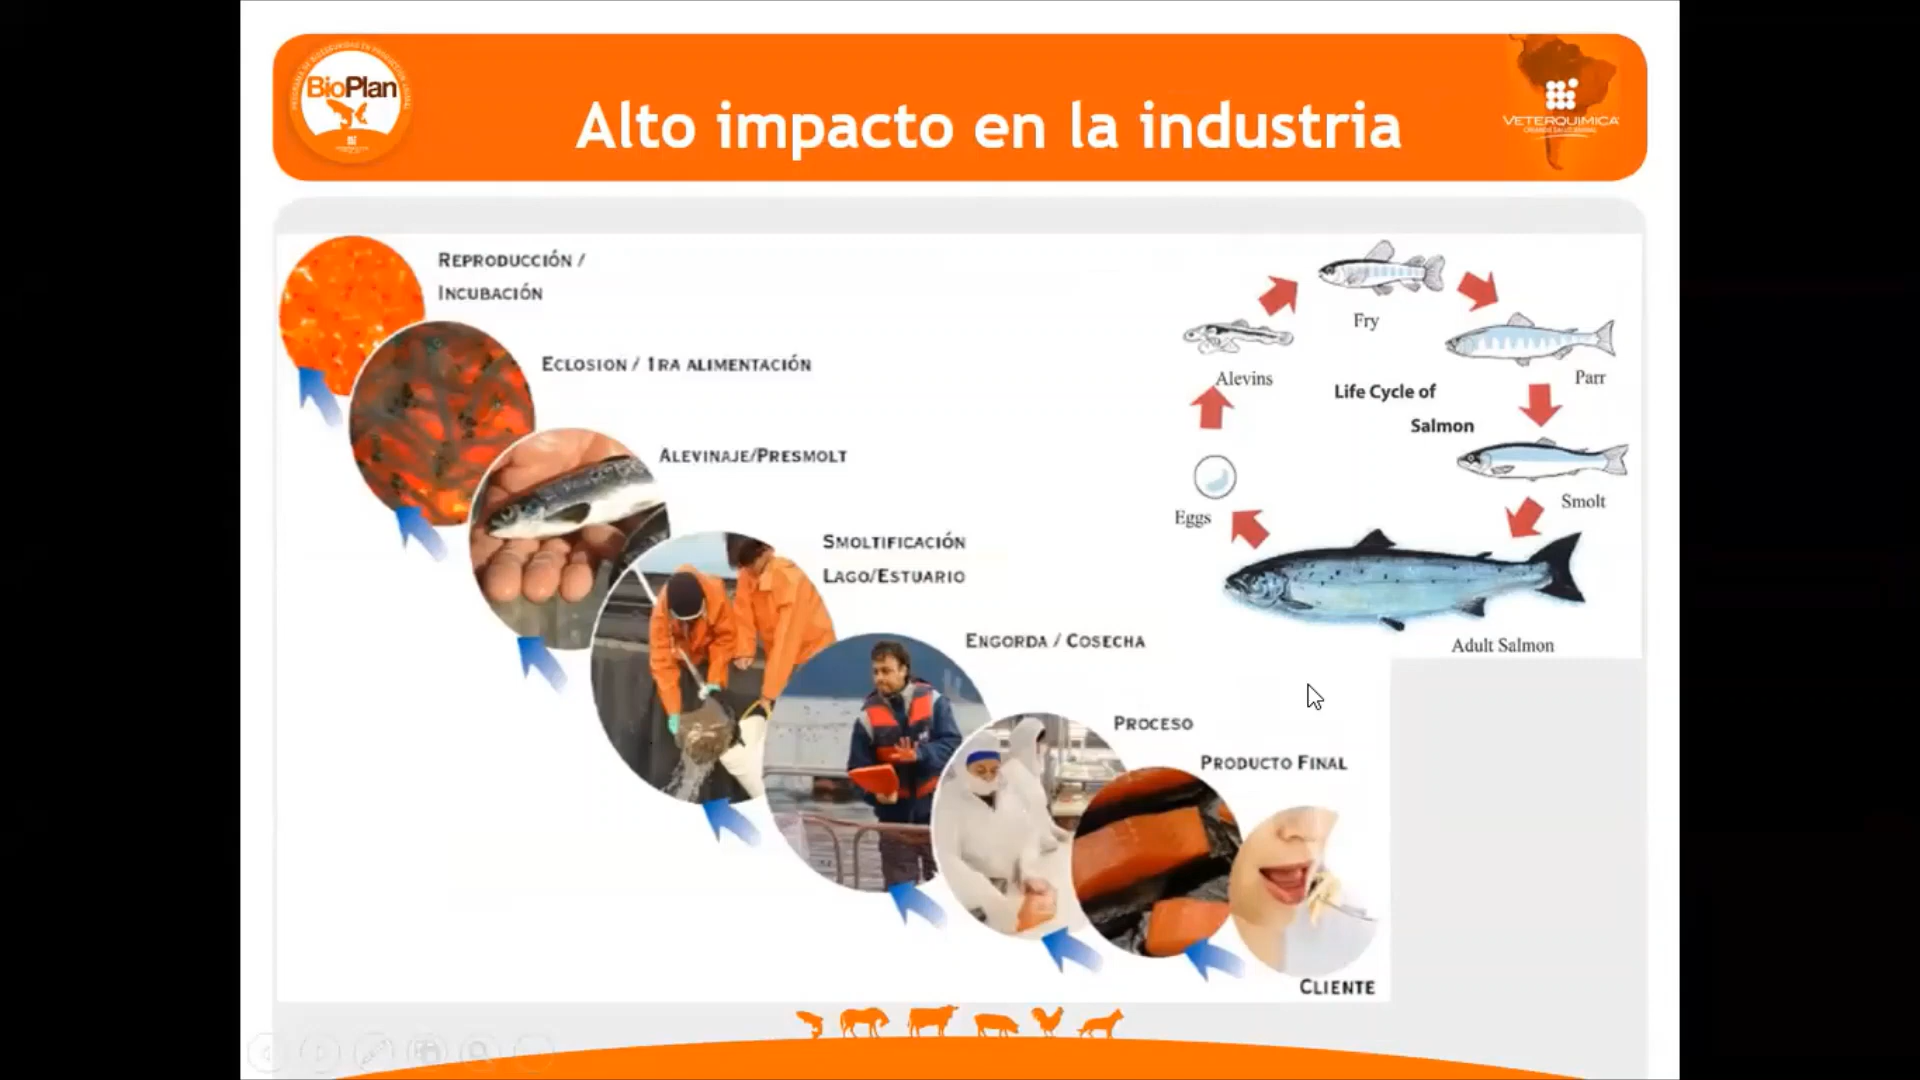 BioPlan
Alto impacto en la industria
VETERQUIMICA
REPRODUCCIÓN /
INCUBACIÓN
ECLOSION / 1RA ALIMENTACIÓN
ALEVINAJE/PRESMOLT
SMOLTIFICACIÓN
LAGO/ESTUARIO
ENGORDA / COSECHA
PROCESO
PRODUCTO FINAL
CLIENTE
Fry
Alevins
Parr
Life Cycle of
Salmon
Smolt
Eggs
Adult Salmon